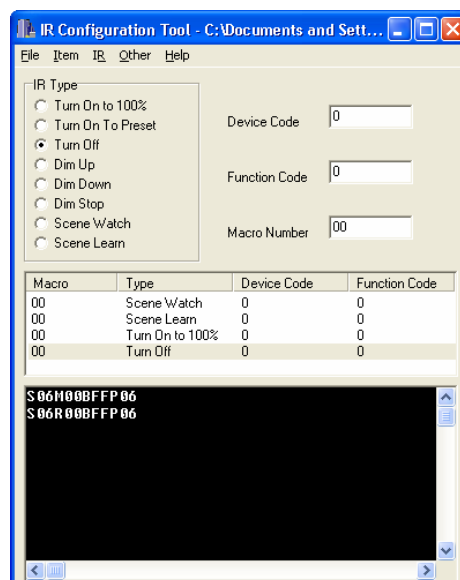 IR Configuration Tool - C:\Documents and Sett...
File Item IR Other Help
IR Type
Turn On to 100%
Turn On To Preset
Turn Off
Dim Up
Dim Down
Dim Stop
Scene Watch
Scene Learn
Device Code 0
Function Code 0
Macro Number 00
Macro Type Device Code Function Code
00 Scene Watch 0 0
00 Scene Learn 0 0
00 Turn On to 100% 0 0
00 Turn Off 0 0
S06M00BFFP06
S06R00BFFP06